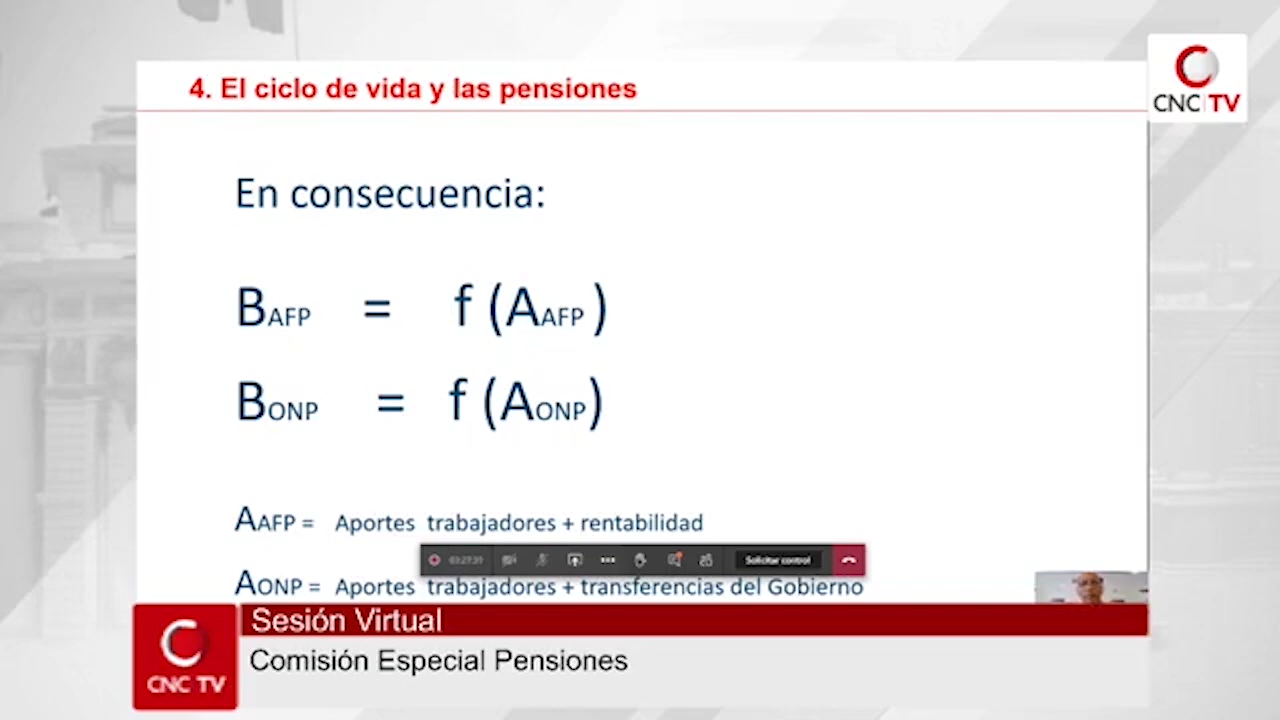 4. El ciclo de vida y las pensiones
CNC TV
En consecuencia:
BAFP = f (AAFP )
BONP = f (AONP)
AAFP = Aportes trabajadores + rentabilidad
Solicitar control
AONP = Aportes trabajadores + transferencias del Gobierno
Sesión Virtual
Comisión Especial Pensiones
CNC TV